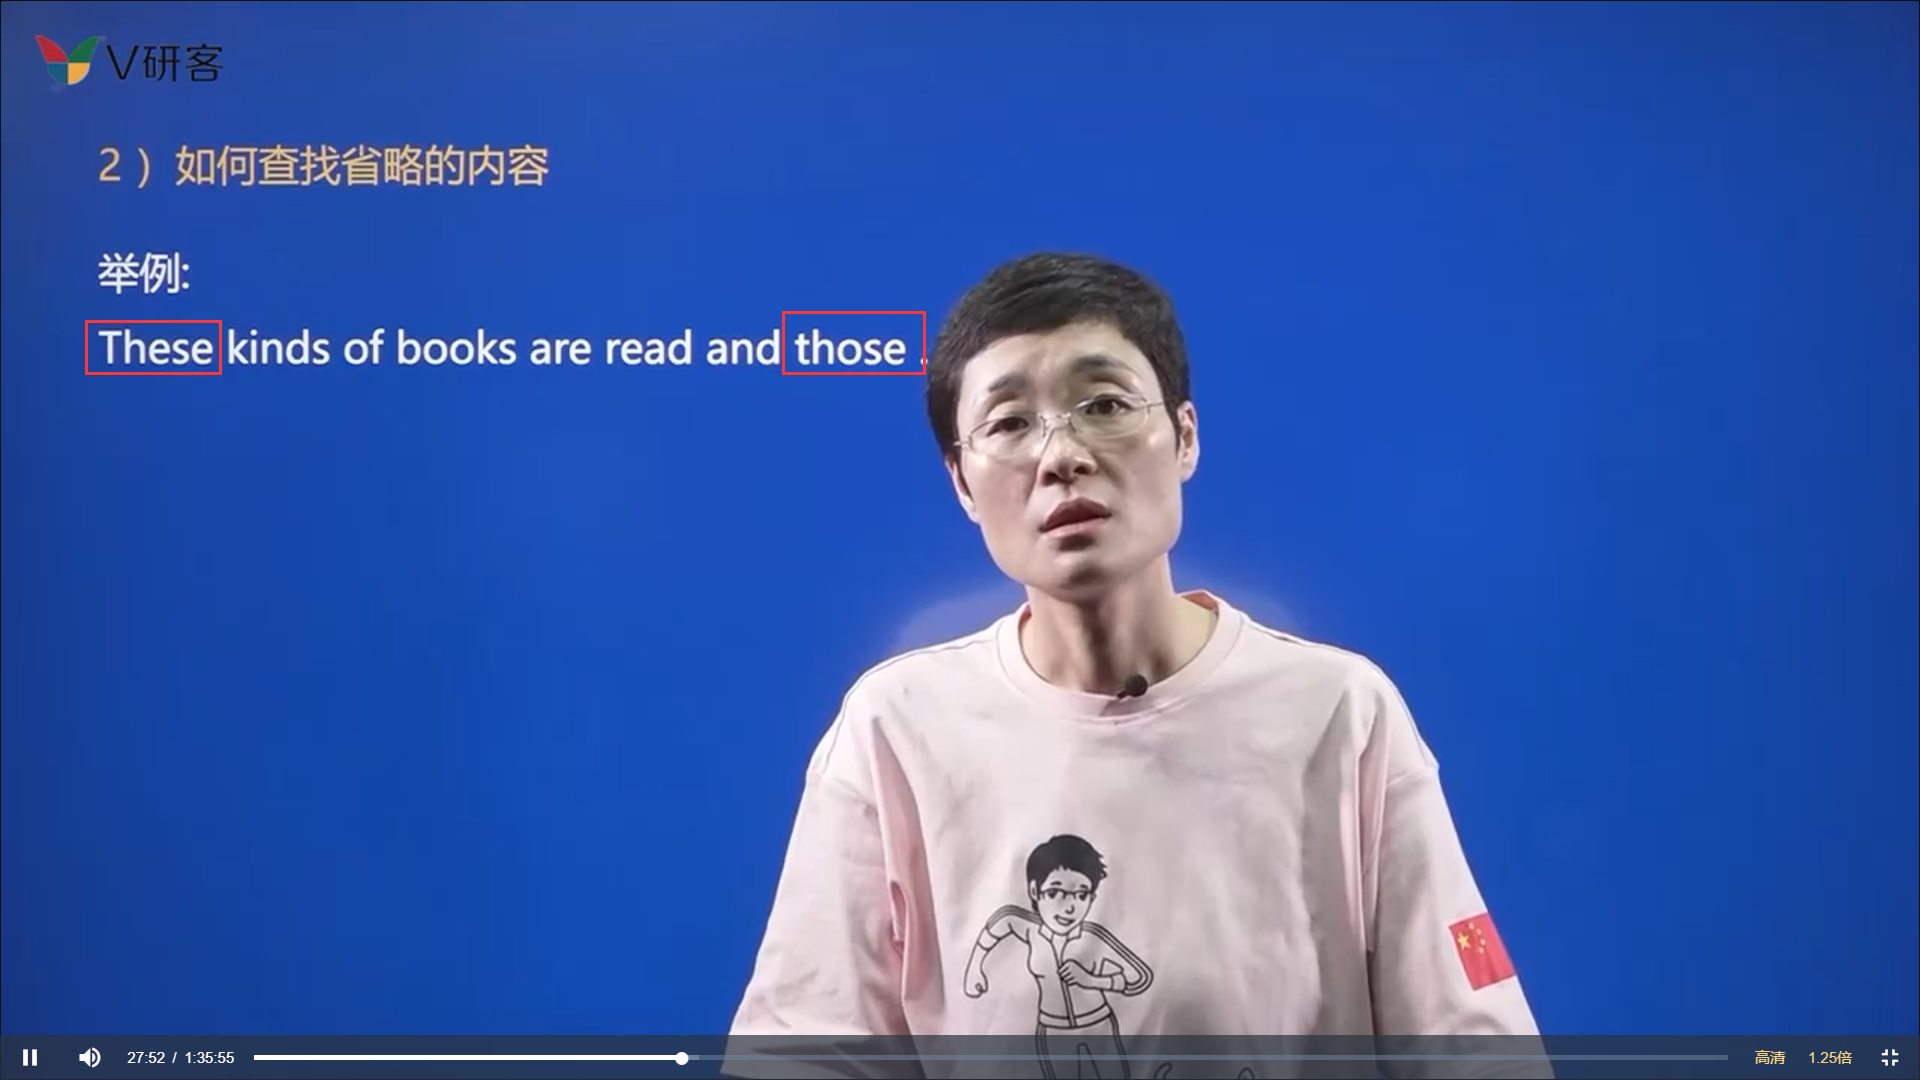 V研客
2 ） 如何查找省略的内容
举例:
These kinds of books are read and those .
27:52 / 1:35:55 高清 1.25倍